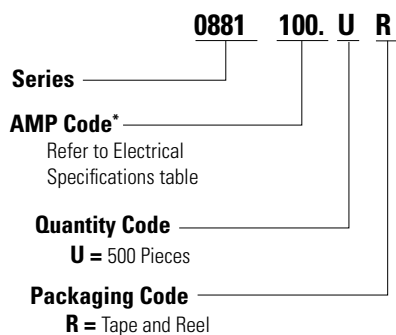 0881 100. U R
Series
AMP Code*
Refer to Electrical
Specifications table
Quantity Code
U = 500 Pieces
Packaging Code
R = Tape and Reel